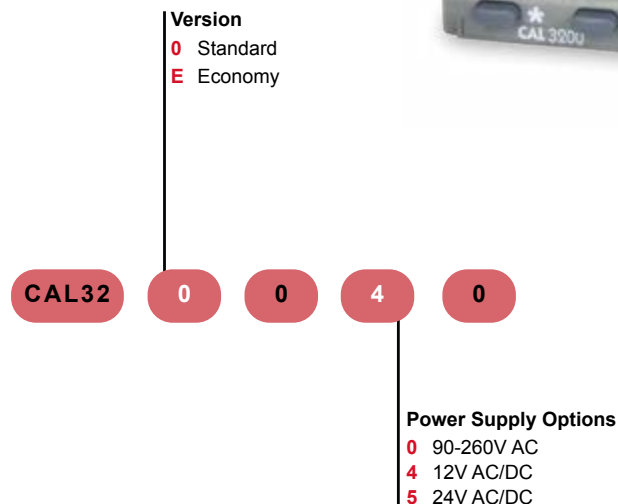 Version
0 Standard
E Economy
CAL 3200
CAL32 0 0 4 0
Power Supply Options
0 90-260V AC
4 12V AC/DC
5 24V AC/DC